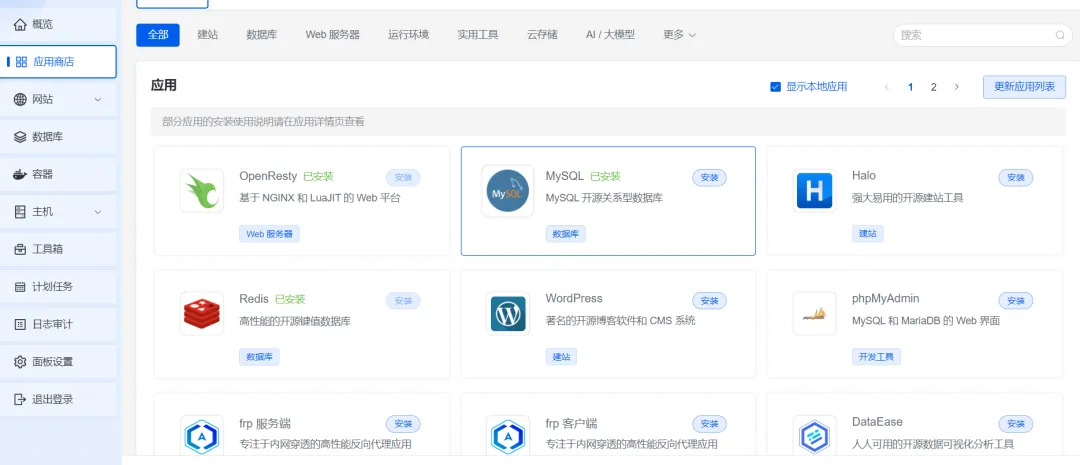 概览
应用商店
网站
数据库
容器
主机
工具箱
计划任务
日志审计
面板设置
退出登录
全部 建站 数据库 Web 服务器 运行环境 实用工具 云存储 AI / 大模型 更多 搜索
应用 显示本地应用 1 2 更新应用列表
部分应用的安装使用说明请在应用详情页查看
OpenResty 已安装 安装
基于 NGINX 和 LuaJIT 的 Web 平台
Web 服务器
MySQL
MySQL 已安装 安装
MySQL 开源关系型数据库
数据库
H
Halo 安装
强大易用的开源建站工具
建站
Redis 已安装 安装
高性能的开源键值数据库
数据库
WordPress 安装
著名的开源博客软件和 CMS 系统
建站
phpMyAdmin 安装
MySQL 和 MariaDB 的 Web 界面
开发工具
frp 服务端 安装
专注于内网穿透的高性能反向代理应用
frp 客户端 安装
专注于内网穿透的高性能反向代理应用
DataEase 安装
人人可用的开源数据可视化分析工具